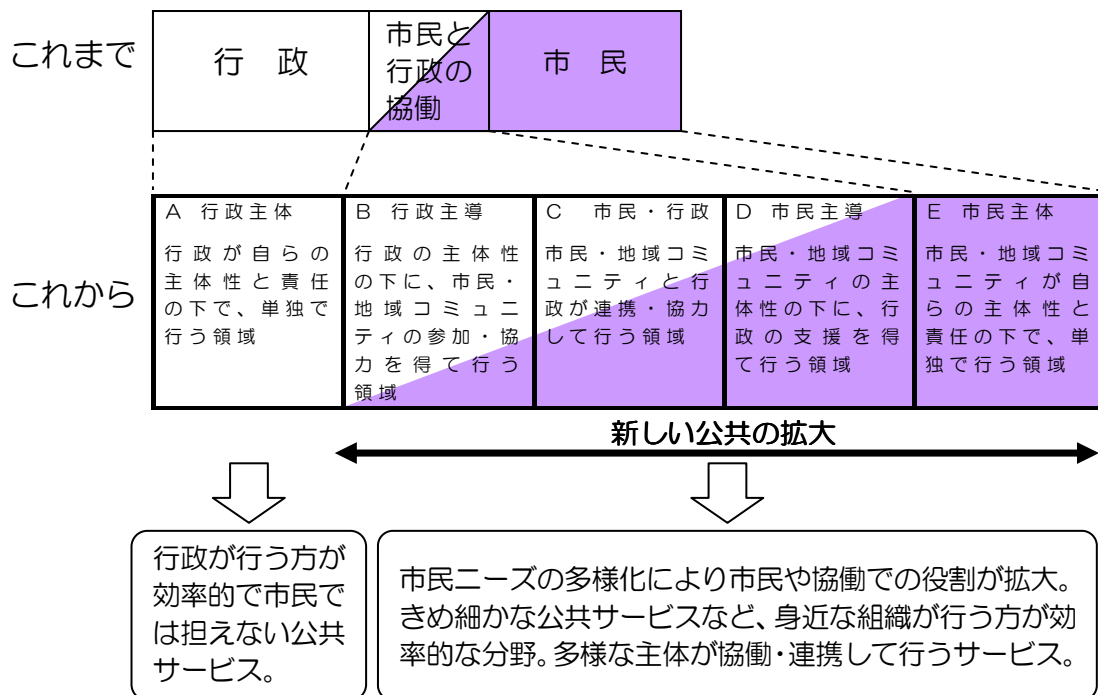 これまで
行　政
市民と
行政の
協働
市　民
これから
A 行政主体
行政が自らの
主体性と責任
の下で、単独で
行う領域
B 行政主導
行政の主体性
の下に、市民・
地域コミュニ
ティの参加・協
力を得て行う
領域
C 市民・行政
市民・地域コミ
ュニティと行
政が連携・協力
して行う領域
D 市民主導
市民・地域コミ
ュニティの主
体性の下に、行
政の支援を得
て行う領域
E 市民主体
市民・地域コミ
ュニティが自
らの主体性と
責任の下で、単
独で行う領域
新しい公共の拡大
行政が行う方が
効率的で市民で
は担えない公共
サービス。
市民ニーズの多様化により市民や協働での役割が拡大。
きめ細かな公共サービスなど、身近な組織が行う方が効
率的な分野。多様な主体が協働・連携して行うサービス。